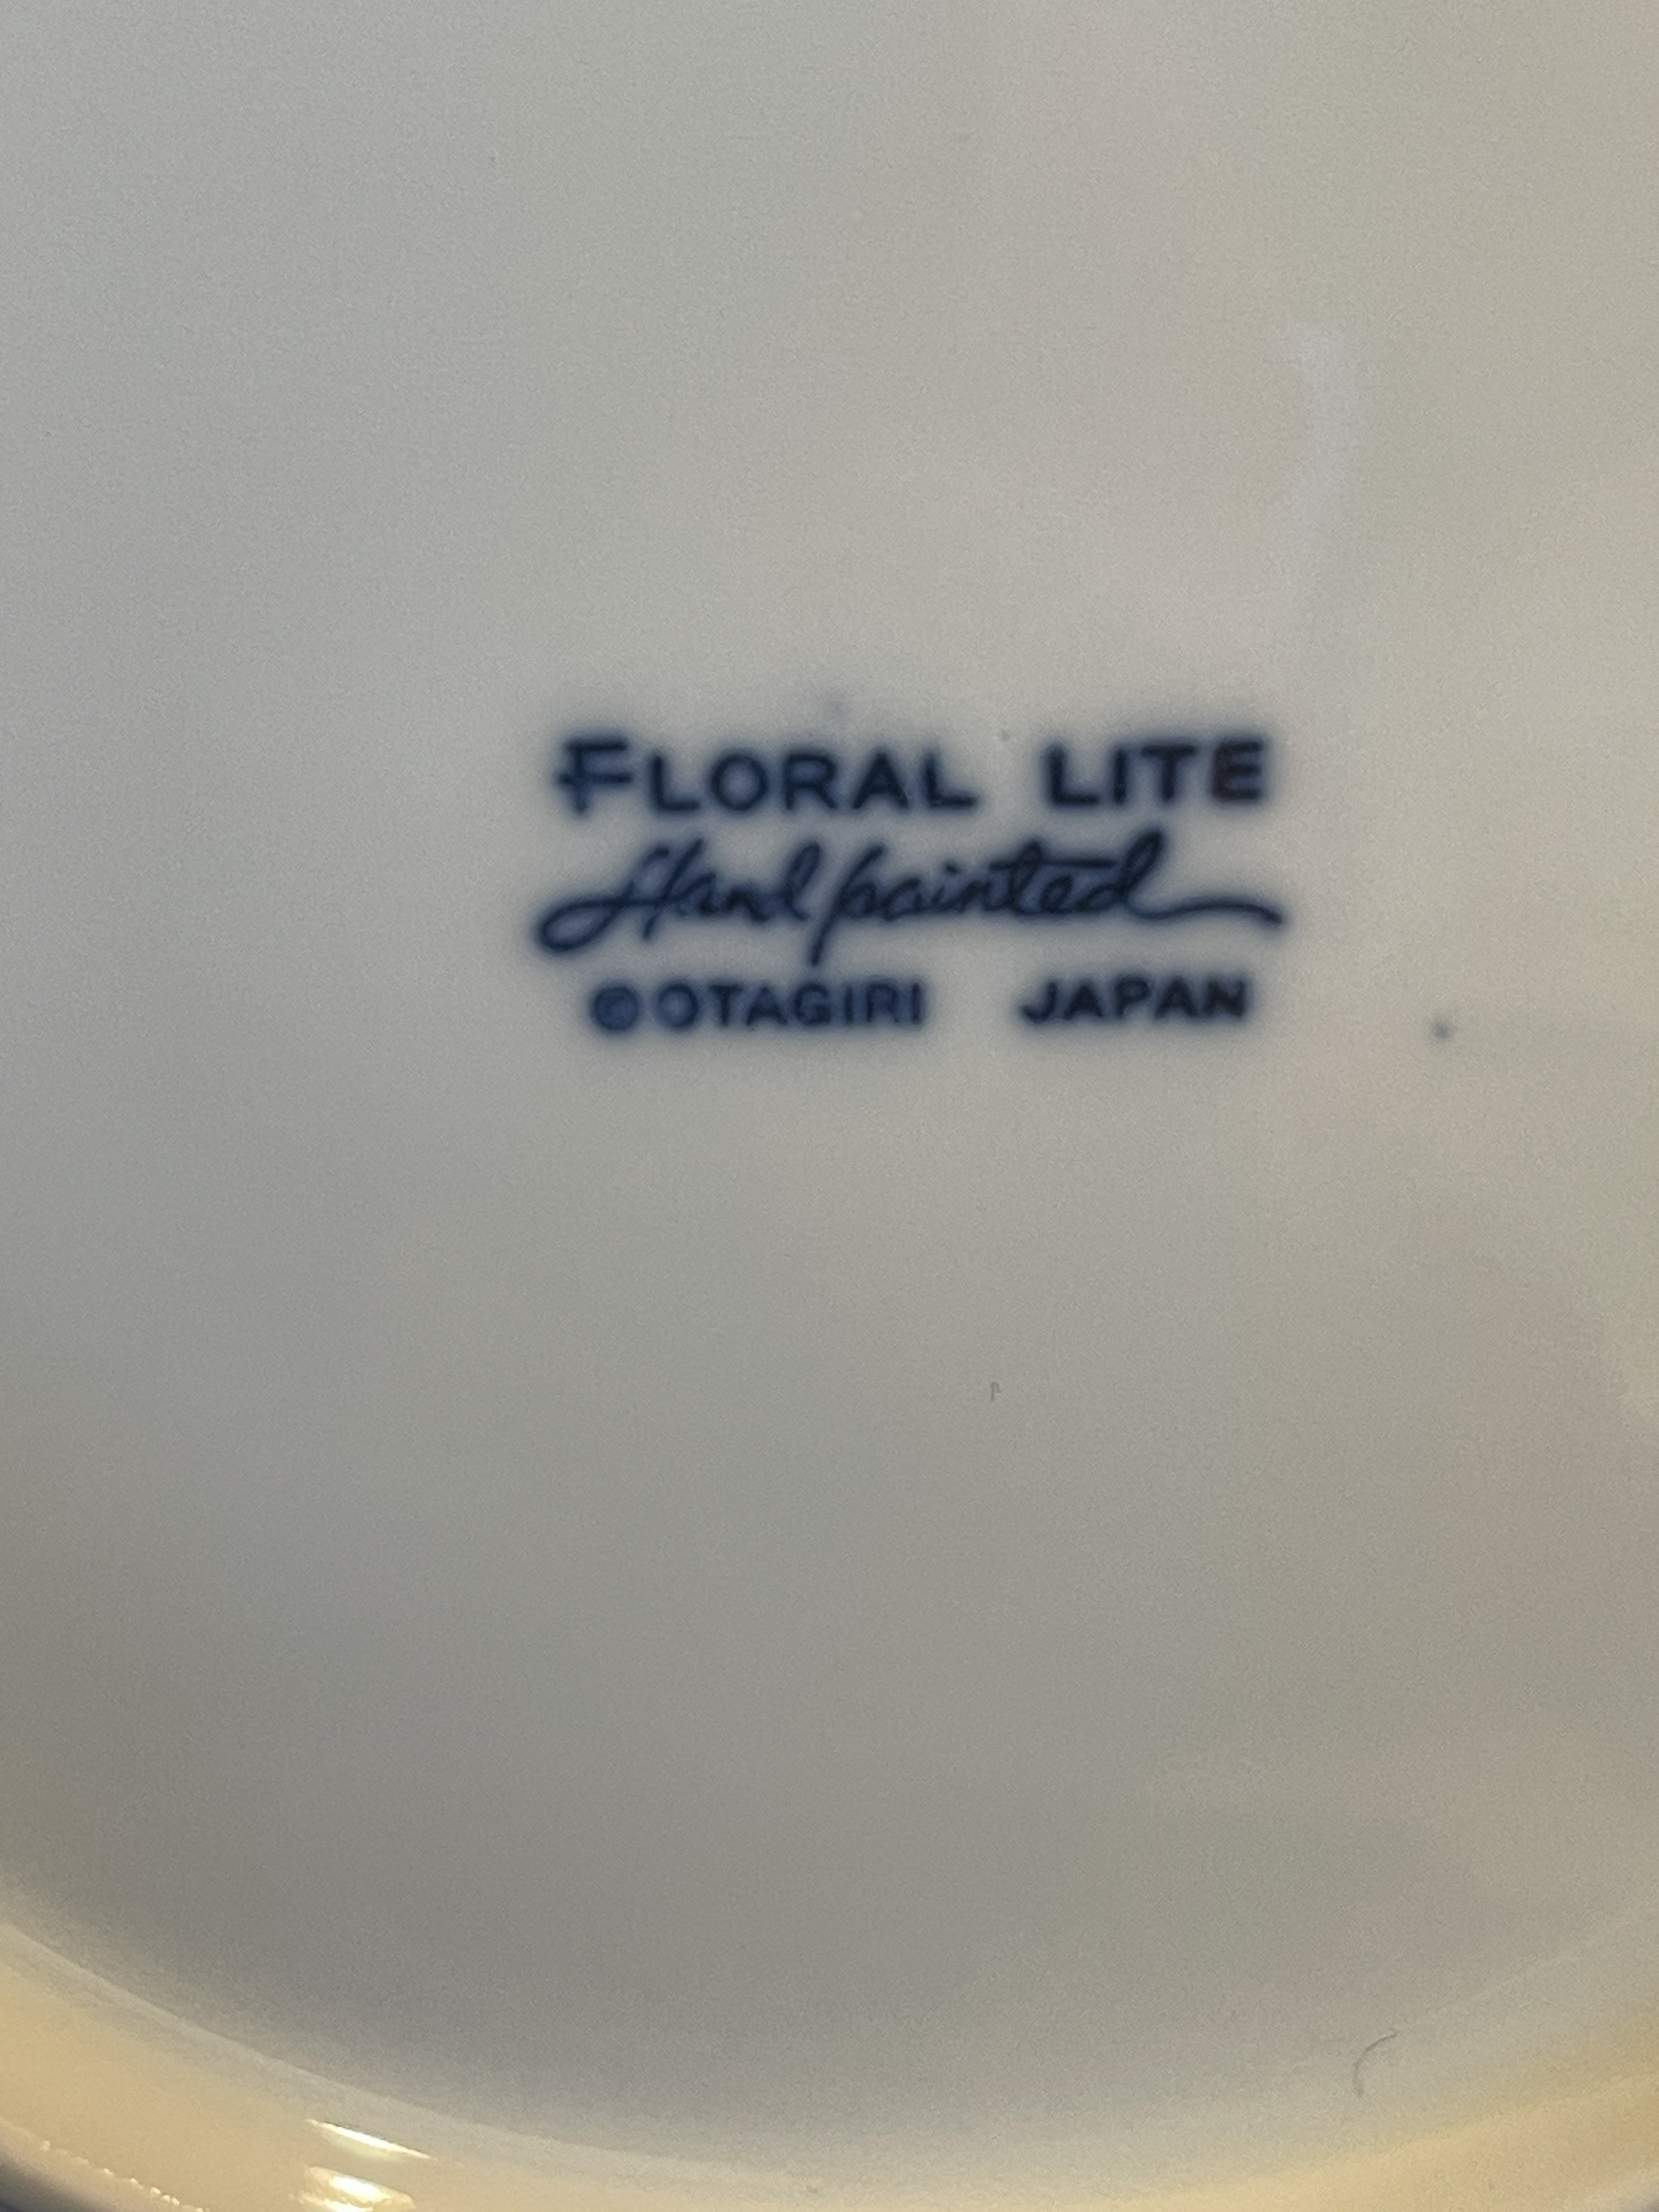 FLORAL LITE
Hand painted
©OTAGIRI JAPAN